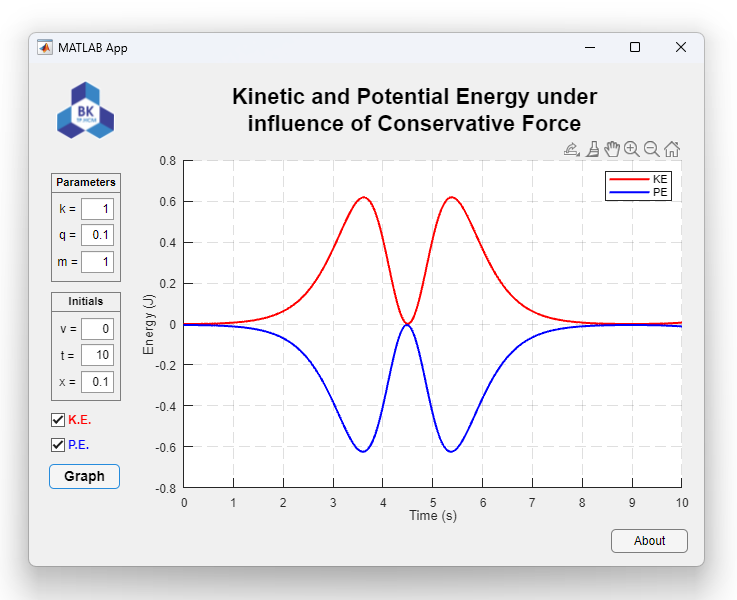 MATLAB App
BK
TP.HCM
Kinetic and Potential Energy under
influence of Conservative Force
Parameters
k = 1
q = 0.1
m = 1
Initials
v = 0
t = 10
x = 0.1
K.E.
P.E.
Graph
KE
PE
Energy (J)
0.8
0.6
0.4
0.2
0
-0.2
-0.4
-0.6
-0.8
0 1 2 3 4 5 6 7 8 9 10
Time (s)
About